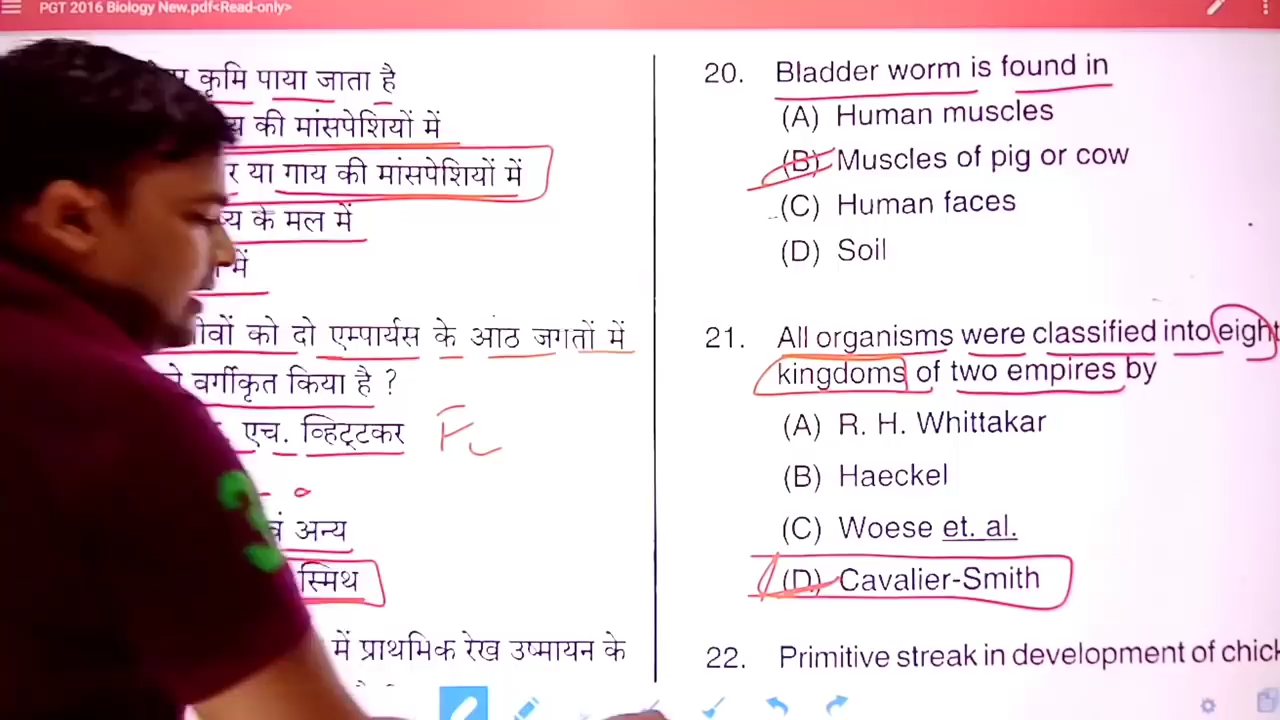 PGT 2016 Biology New.pdf<Read-only>
कृमि पाया जाता है
की मांसपेशियों में
र या गाय की मांसपेशियों में
के मल में
में
को दो एम्पार्यस के आठ जगतों में
वर्गीकृत किया है ?
एच. व्हिट्टकर
अन्य
स्मिथ
में प्राथमिक रेख उष्मायन के
20. Bladder worm is found in
(A) Human muscles
(B) Muscles of pig or cow
(C) Human faces
(D) Soil
21. All organisms were classified into eight
kingdoms of two empires by
(A) R. H. Whittakar
(B) Haeckel
(C) Woese et. al.
(D) Cavalier-Smith
22. Primitive streak in development of chick